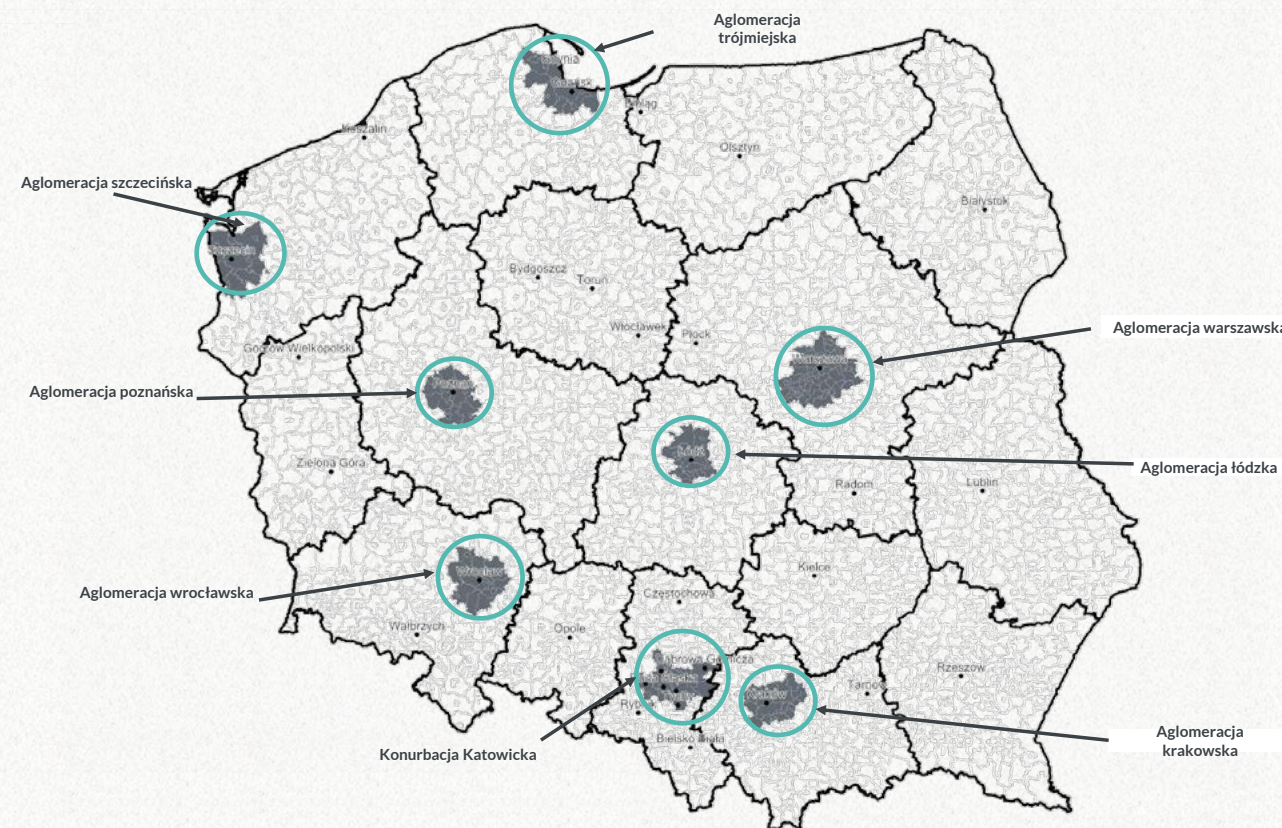 Aglomeracja
trójmiejska
Gdynia
Gdańsk
Elbląg
Koszalin
Olsztyn
Aglomeracja szczecińska
Białystok
Szczecin
Bydgoszcz
Toruń
Włocławek
Płock
Aglomeracja warszawska
Gorzów Wielkopolski
Warszawa
Aglomeracja poznańska
Poznań
Łódź
Zielona Góra
Aglomeracja łódzka
Radom
Lublin
Wrocław
Kielce
Aglomeracja wrocławska
Częstochowa
Wałbrzych
Opole
Dąbrowa Górnicza
Rzeszów
Kraków
Tarnów
Rybnik
Bielsko Biała
Konurbacja Katowicka
Aglomeracja
krakowska